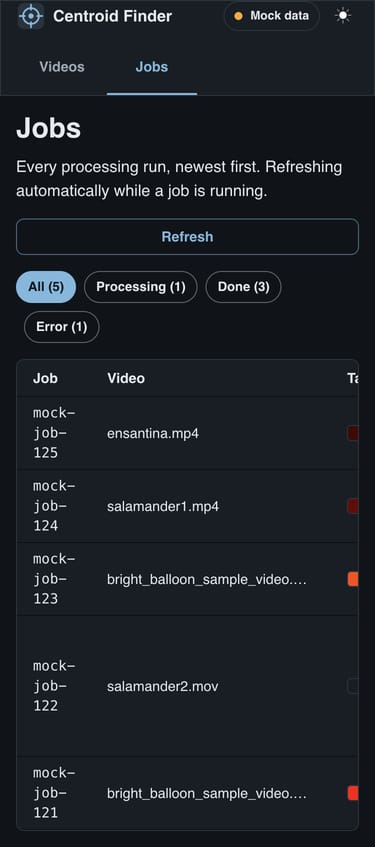 Centroid Finder
Mock data
Videos
Jobs
Jobs
Every processing run, newest first. Refreshing
automatically while a job is running.
Refresh
All (5)
Processing (1)
Done (3)
Error (1)
Job
Video
mock-
job-
125
ensantina.mp4
mock-
job-
124
salamander1.mp4
mock-
job-
123
bright_balloon_sample_video.…
mock-
job-
122
salamander2.mov
mock-
job-
121
bright_balloon_sample_video.…